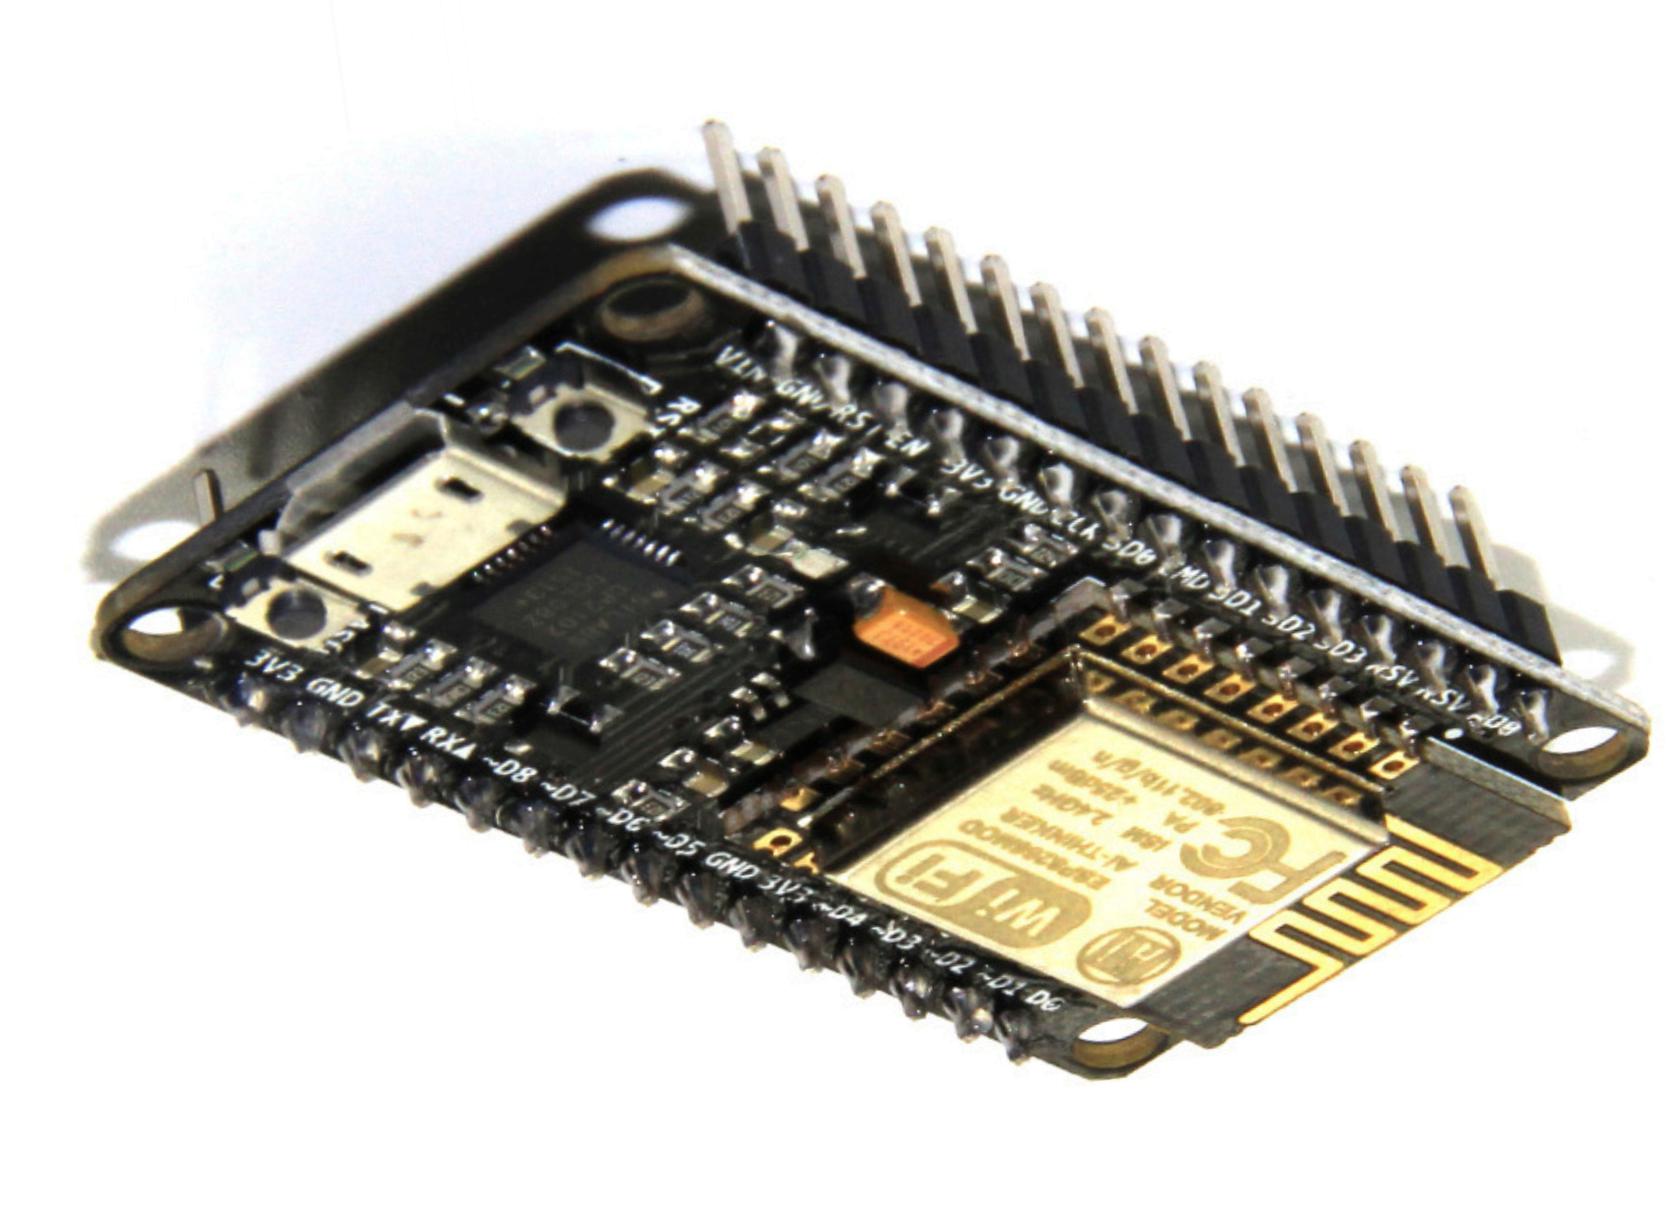 VIN GND RST EN 3V3 GND CLK SD0 CMD SD1 SD2 SD3 RSV RSV ~D0
3V3 GND TX RX ~D8 ~D7 ~D6 ~D5 GND 3V3 ~D4 ~D3 ~D2 ~D1 D0
MODEL ESP8266MOD
VENDOR AI-THINKER
ISM 2.4GHz
PA +25dBm
802.11b/g/n
WiFi
FC